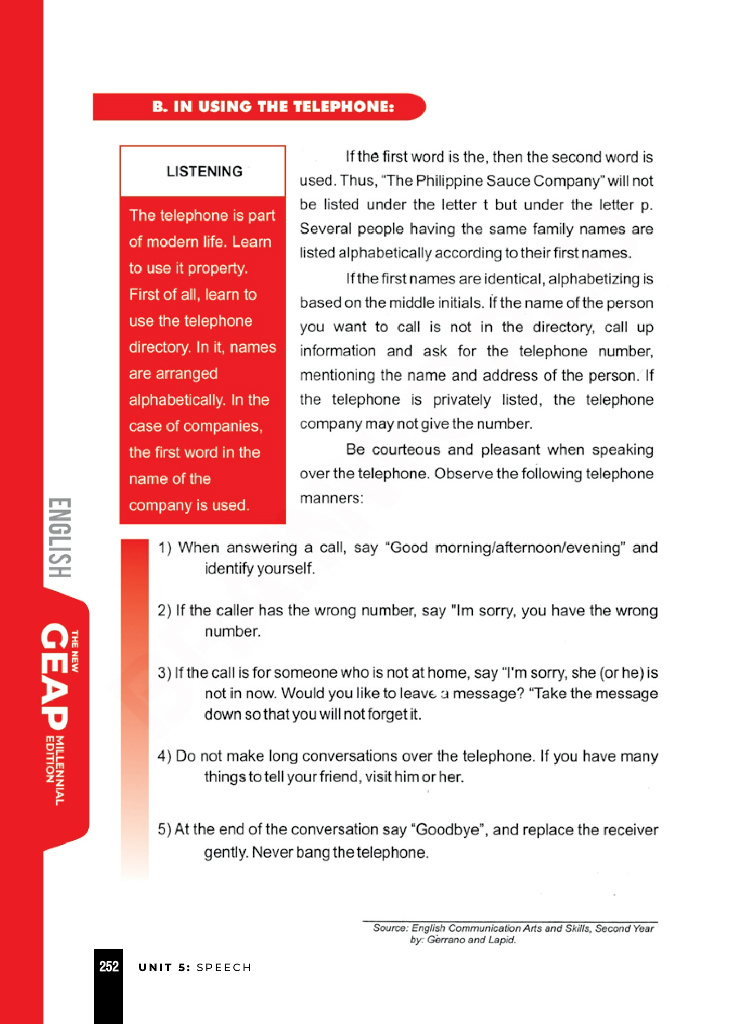 B. IN USING THE TELEPHONE:
LISTENING
The telephone is part
of modern life. Learn
to use it property.
First of all, learn to
use the telephone
directory. In it, names
are arranged
alphabetically. In the
case of companies,
the first word in the
name of the
company is used.
If the first word is the, then the second word is
used. Thus, "The Philippine Sauce Company" will not
be listed under the letter t but under the letter p.
Several people having the same family names are
listed alphabetically according to their first names.
If the first names are identical, alphabetizing is
based on the middle initials. If the name of the person
you want to call is not in the directory, call up
information and ask for the telephone number,
mentioning the name and address of the person. If
the telephone is privately listed, the telephone
company may not give the number.
Be courteous and pleasant when speaking
over the telephone. Observe the following telephone
manners:
1) When answering a call, say "Good morning/afternoon/evening" and
identify yourself.
2) If the caller has the wrong number, say "Im sorry, you have the wrong
number.
3) If the call is for someone who is not at home, say "I'm sorry, she (or he) is
not in now. Would you like to leave a message? "Take the message
down so that you will not forget it.
4) Do not make long conversations over the telephone. If you have many
things to tell your friend, visit him or her.
5) At the end of the conversation say "Goodbye", and replace the receiver
gently. Never bang the telephone.
Source: English Communication Arts and Skills, Second Year
by: Gerrano and Lapid.
ENGLISH
THE NEW
GEAP
MILLENNIAL
EDITION
252
UNIT 5: SPEECH